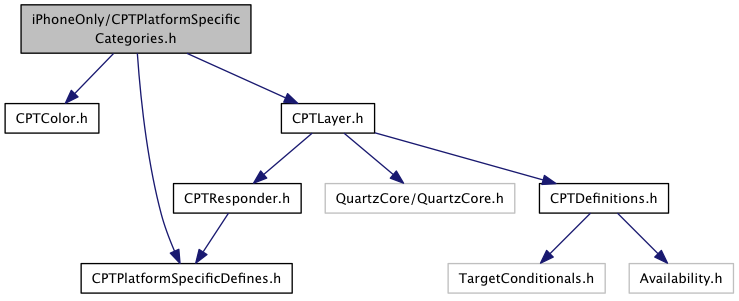 iPhoneOnly/CPTPlatformSpecific
Categories.h
CPTColor.h
CPTLayer.h
CPTResponder.h
QuartzCore/QuartzCore.h
CPTDefinitions.h
CPTPlatformSpecificDefines.h
TargetConditionals.h
Availability.h